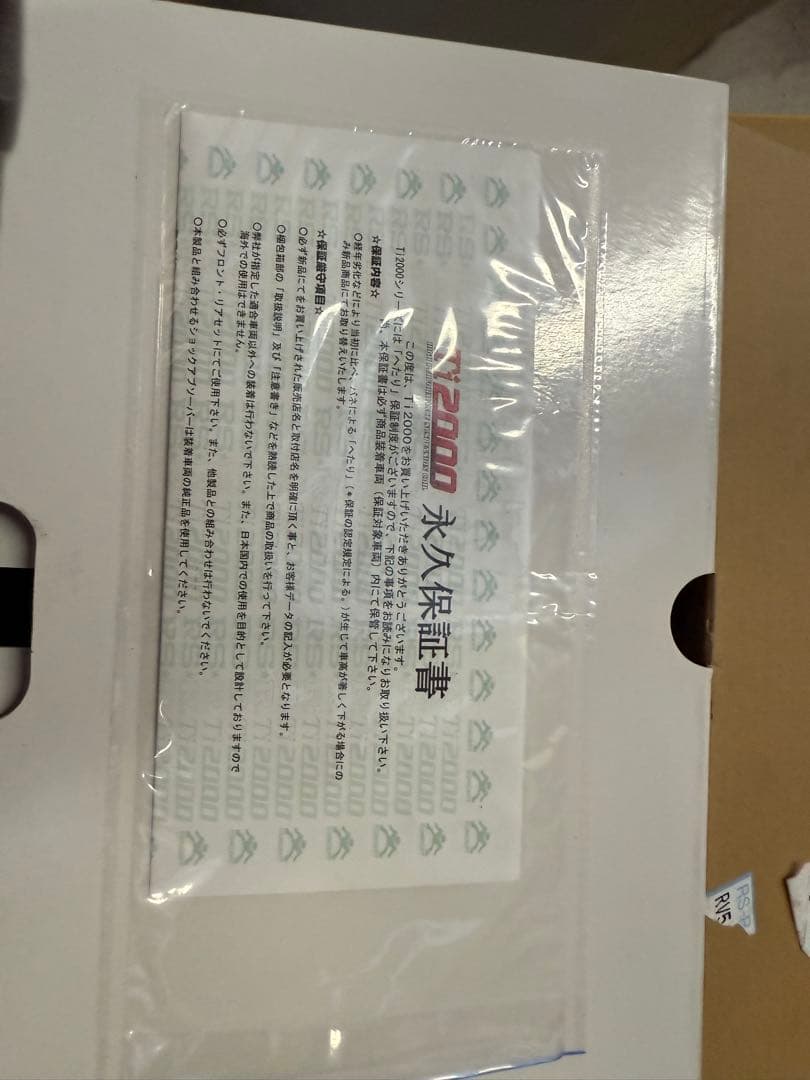 Ti2000 永久保証書
この度は、Ti2000をお買い上げいただきありがとうございます。
Ti2000シリーズには「へたり」保証制度がございますので、下記の事項をお読みになりお取り扱い下さい。
尚、本保証書は必ず商品装着車両（保証対象車両）内にて保管して下さい。
☆保証内容☆
○経年劣化などにより当初に比べ、バネによる「へたり」（＊保証の認定規定による。）が生じて車高が著しく下がる場合にの
み新品商品にてお取り替えいたします。
☆保証厳守項目☆
○必ず新品にてをお買い上げされた販売店名と取付店名を明確に頂く事と、お客様データの記入が必要となります。
○梱包箱部の「取扱説明」及び「注意書き」などを熟読した上で商品の取扱いを行って下さい。
○弊社が指定した適合車両以外への装着は行わないで下さい。また、日本国内での使用を目的として設計しておりますので
海外での使用はできません。
○必ずフロント・リアセットにてご使用下さい。また、他製品との組み合わせは行わないでください。
○本製品と組み合わせるショックアブソーバーは装着車両の純正品を使用してください。
RS-R
RV5